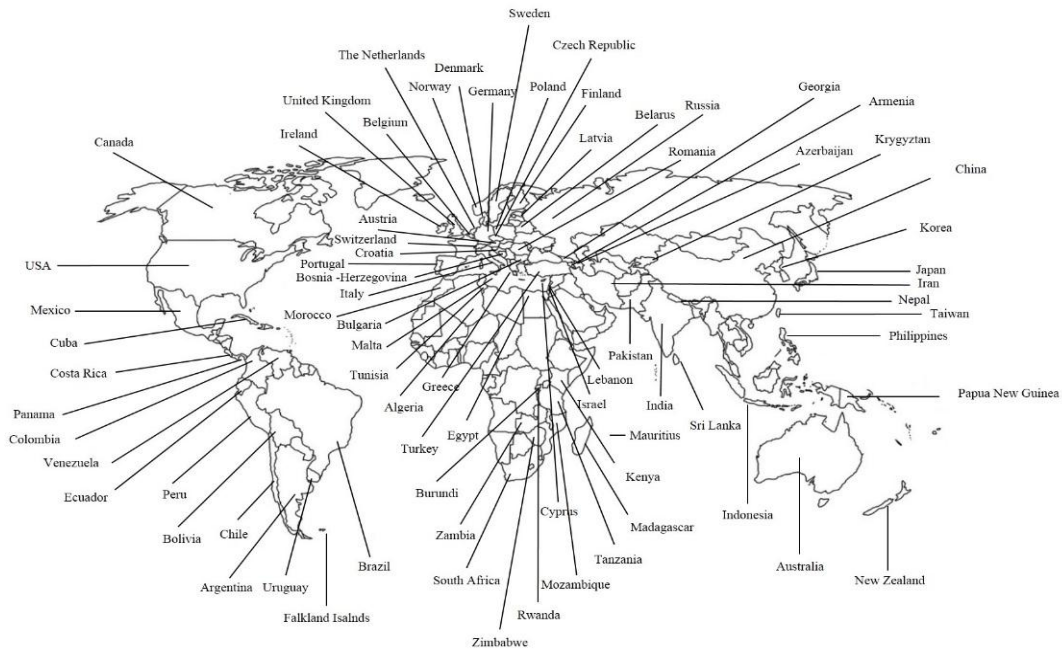 Sweden
Czech Republic
The Netherlands
Denmark
Norway
Germany
Poland
Finland
Georgia
Armenia
United Kingdom
Belgium
Belarus
Russia
Ireland
Latvia
Romania
Azerbaijan
Krygyztan
Canada
China
Austria
Korea
Switzerland
Croatia
USA
Portugal
Bosnia -Herzegovina
Japan
Iran
Italy
Nepal
Mexico
Morocco
Taiwan
Bulgaria
Philippines
Cuba
Malta
Pakistan
Costa Rica
Tunisia
Greece
Lebanon
Papua New Guinea
Panama
Algeria
Israel
India
Colombia
Sri Lanka
Venezuela
Turkey
Egypt
Mauritius
Ecuador
Peru
Burundi
Kenya
Cyprus
Indonesia
Bolivia
Chile
Zambia
Madagascar
Tanzania
Brazil
Australia
Argentina
Uruguay
South Africa
Mozambique
New Zealand
Falkland Isalnds
Rwanda
Zimbabwe